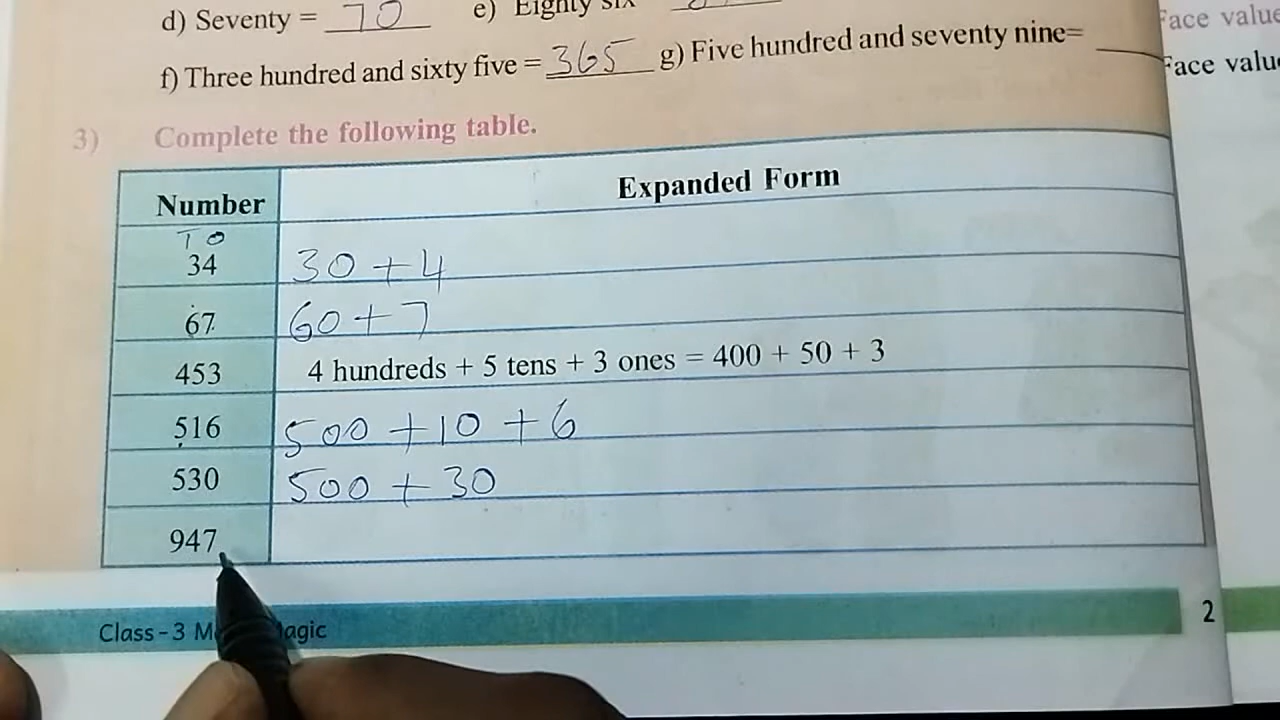 d) Seventy = 70 e) Eighty six
f) Three hundred and sixty five = 365 g) Five hundred and seventy nine=
Face value
Face valu
3) Complete the following table.
Number Expanded Form
T O
34 30 + 4
67 60 + 7
453 4 hundreds + 5 tens + 3 ones = 400 + 50 + 3
516 500 + 10 + 6
530 500 + 30
947
Class-3 M agic 2